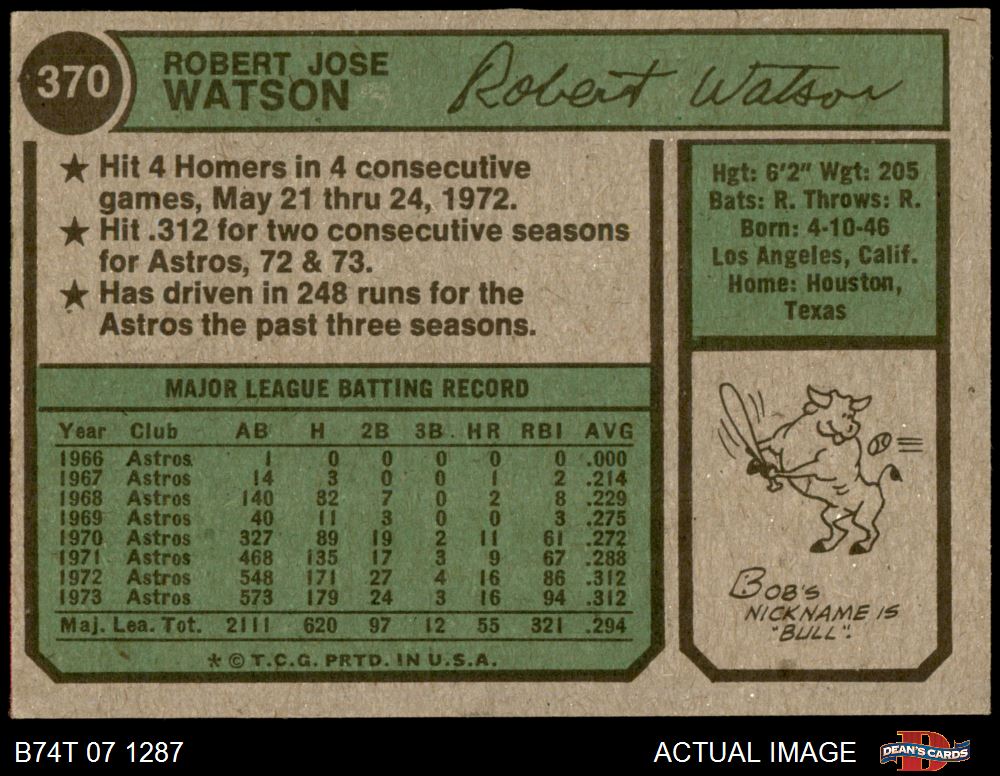 370
ROBERT JOSE
WATSON
Robert Watson
★ Hit 4 Homers in 4 consecutive
games, May 21 thru 24, 1972.
★ Hit .312 for two consecutive seasons
for Astros, 72 & 73.
★ Has driven in 248 runs for the
Astros the past three seasons.
Hgt: 6'2" Wgt: 205
Bats: R. Throws: R.
Born: 4-10-46
Los Angeles, Calif.
Home: Houston,
Texas
MAJOR LEAGUE BATTING RECORD
Year Club AB H 2B 3B. HR RBI AVG
1966 Astros 1 0 0 0 0 0 .000
1967 Astros 14 3 0 0 1 2 .214
1968 Astros 140 32 7 0 2 8 .229
1969 Astros 40 11 3 0 0 3 .275
1970 Astros 327 89 19 2 11 61 .272
1971 Astros 468 135 17 3 9 67 .288
1972 Astros 548 171 27 4 16 86 .312
1973 Astros 573 179 24 3 16 94 .312
Maj. Lea. Tot. 2111 620 97 12 55 321 .294
* © T.C.G. PRTD. IN U.S.A.
BOB'S
NICKNAME IS
"BULL".
B74T 07 1287
ACTUAL IMAGE
DEAN'S CARDS